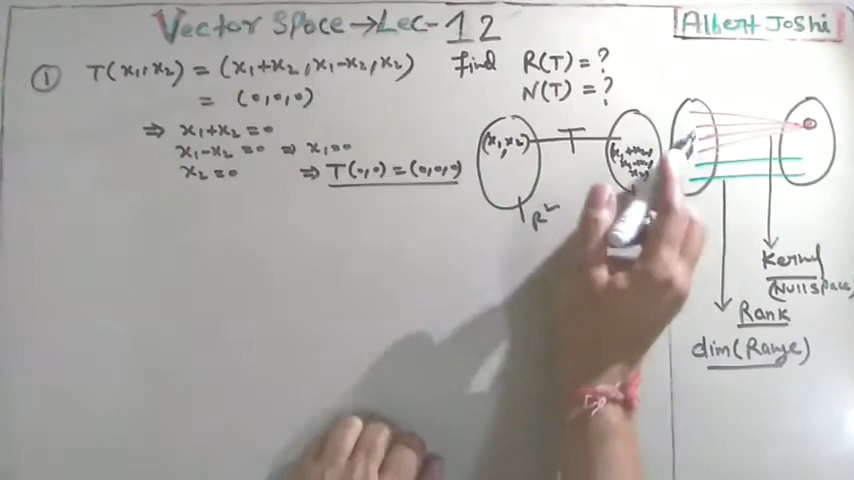 Vector Space → Lec-12
Albert Joshi
① T(x₁,x₂) = (x₁+x₂, x₁-x₂, x₂) find R(T) = ?
= (0,0,0) N(T) = ?
⇒ x₁+x₂ = 0
x₁-x₂ = 0 ⇒ x₁=0
x₂ = 0 ⇒ T(0,0) = (0,0,0)
(x₁,x₂) T
R²
Kernel
(Null space
Rank
dim(Range)